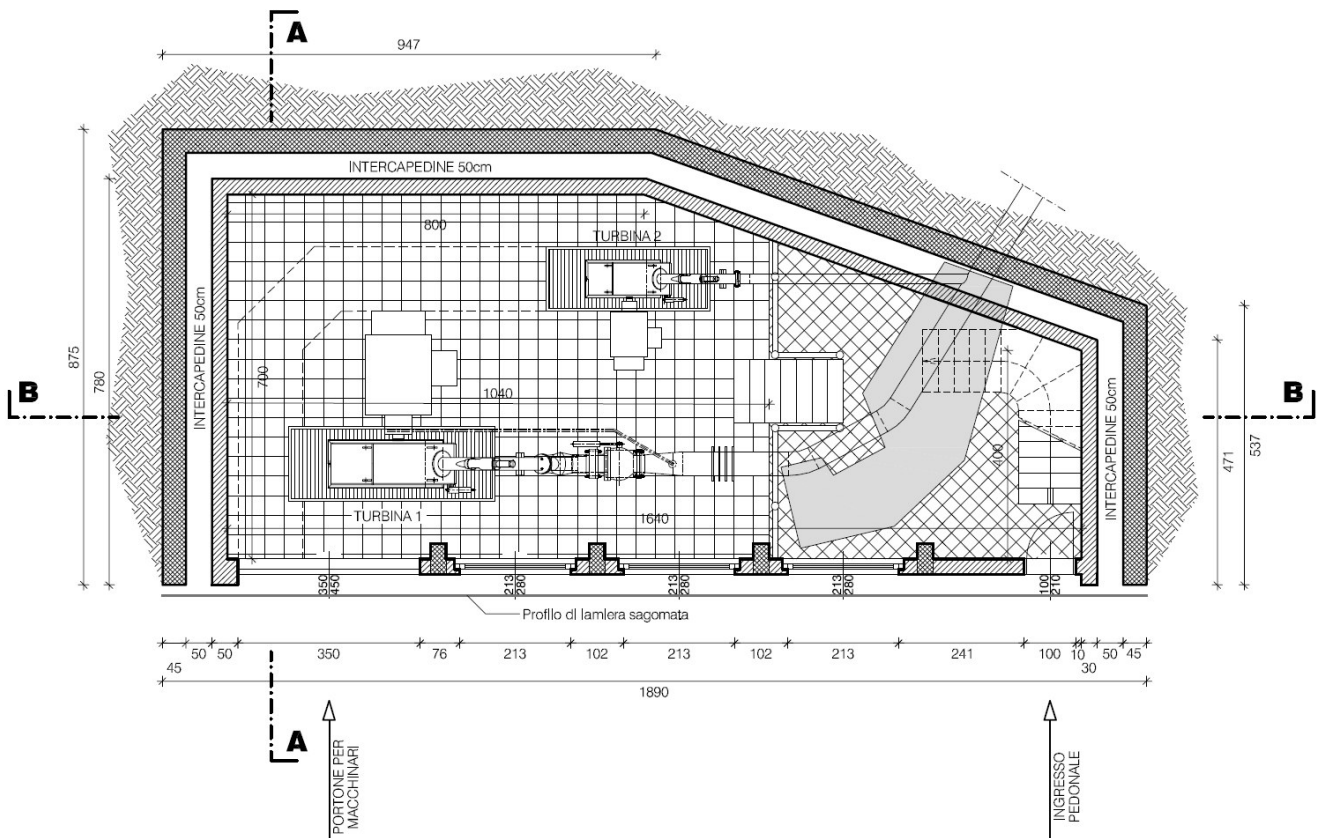 A
947
INTERCAPEDINE 50cm
INTERCAPEDINE 50cm
800
TURBINA 2
875
780
INTERCAPEDINE 50cm
700
1040
B
B
400
471
537
INTERCAPEDINE 50cm
TURBINA 1
1640
350
450
213
280
213
280
213
280
100
210
Profilo di lamiera sagomata
45
50
50
350
76
213
102
213
102
213
241
100
10
30
50
45
1890
A
PORTONE PER
MACCHINARI
INGRESSO
PEDONALE